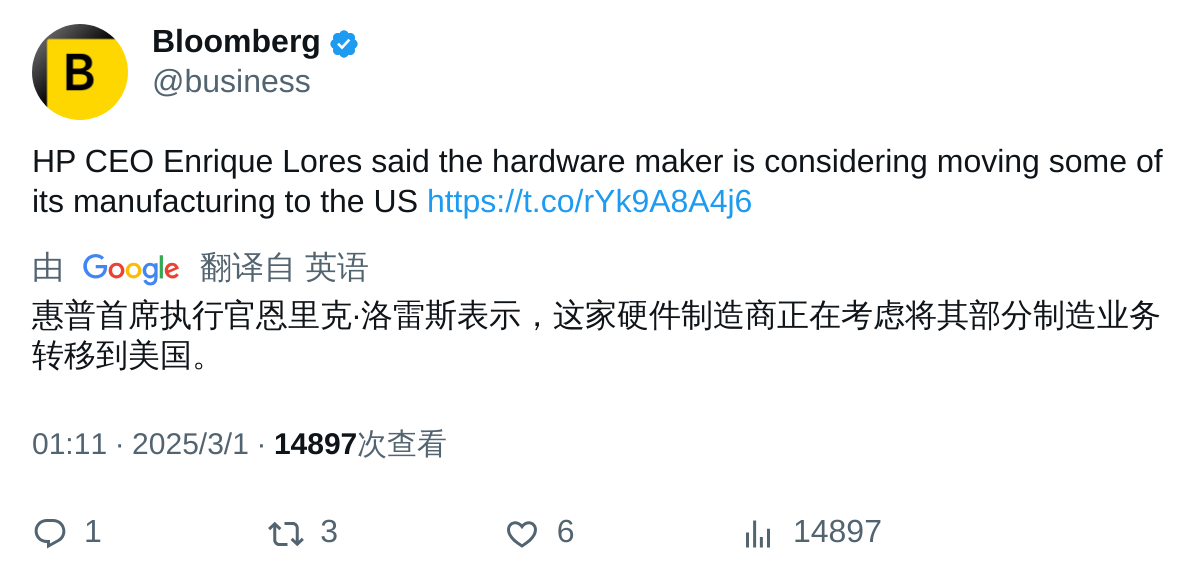 B
Bloomberg
@business
HP CEO Enrique Lores said the hardware maker is considering moving some of
its manufacturing to the US https://t.co/rYk9A8A4j6
由 Google 翻译自 英语
惠普首席执行官恩里克·洛雷斯表示，这家硬件制造商正在考虑将其部分制造业务
转移到美国。
01:11 · 2025/3/1 · 14897次查看
1 3 6 14897